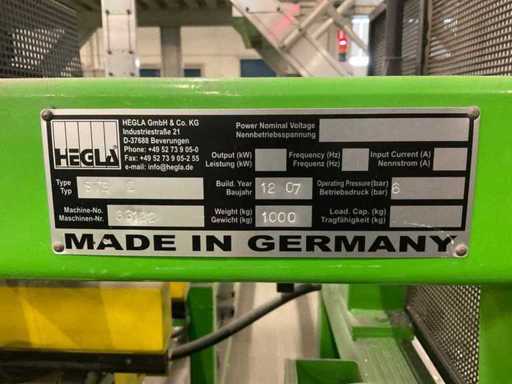 HEGLA
HEGLA GmbH & Co. KG
Industriestraße 21
D-37688 Beverungen
Phone: +49 52 73 9 05-0
Fax: +49 52 73 9 05-2 55
e-mail: info@hegla.de
Power Nominal Voltage
Nennbetriebsspannung
Output (kW)
Leistung (kW)
Frequency (Hz)
Frequenz (Hz)
Input Current (A)
Nennstrom (A)
Type
Typ
Build. Year
Baujahr
12 07
Operating Pressure (bar)
Betriebsdruck (bar)
6
Machine-No.
Maschinen-Nr.
Weight (kg)
Gewicht (kg)
1000
Load. Cap. (kg)
Tragfähigkeit (kg)
MADE IN GERMANY